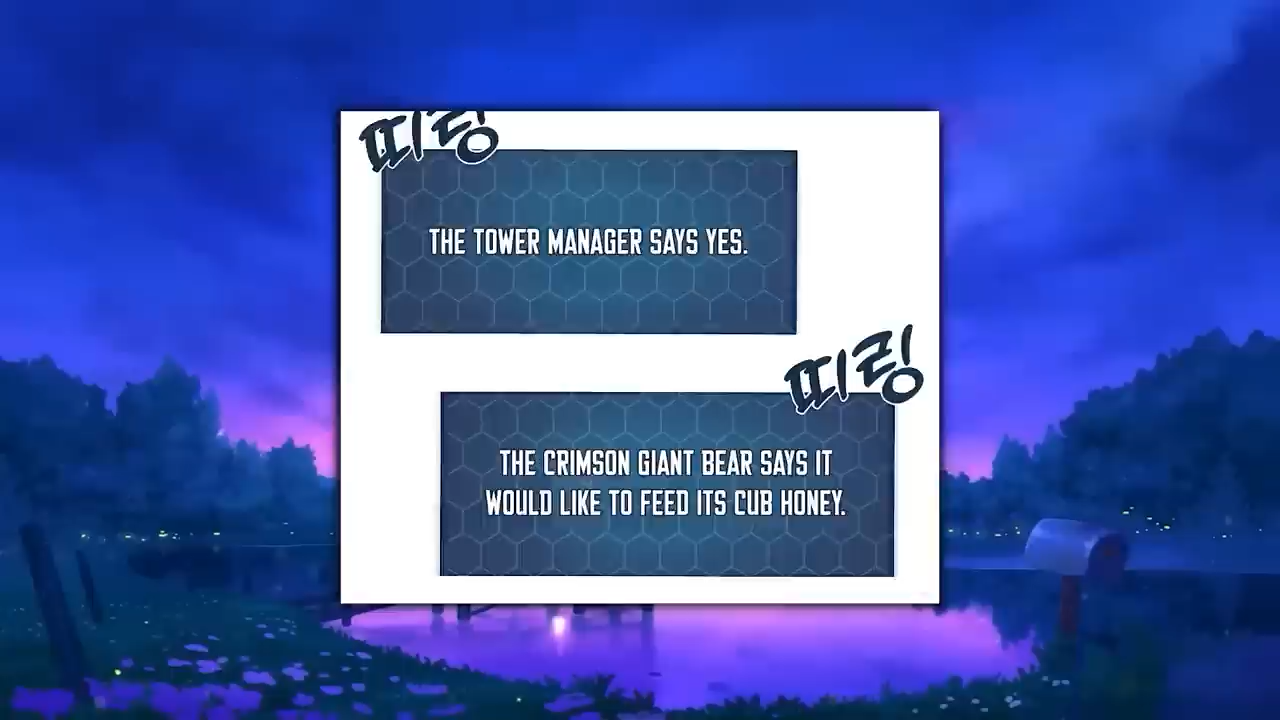 띠링
THE TOWER MANAGER SAYS YES.
띠링
THE CRIMSON GIANT BEAR SAYS IT
WOULD LIKE TO FEED ITS CUB HONEY.